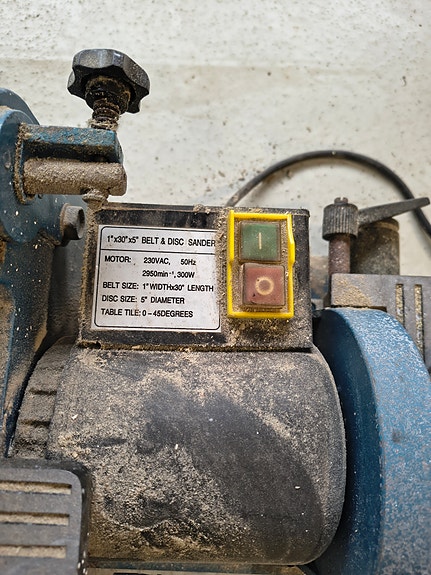 1"x30"x5" BELT & DISC SANDER
MOTOR: 230VAC, 50Hz
2950min⁻¹, 300W
BELT SIZE: 1" WIDTHx30" LENGTH
DISC SIZE: 5" DIAMETER
TABLE TILE: 0-45DEGREES
I
O